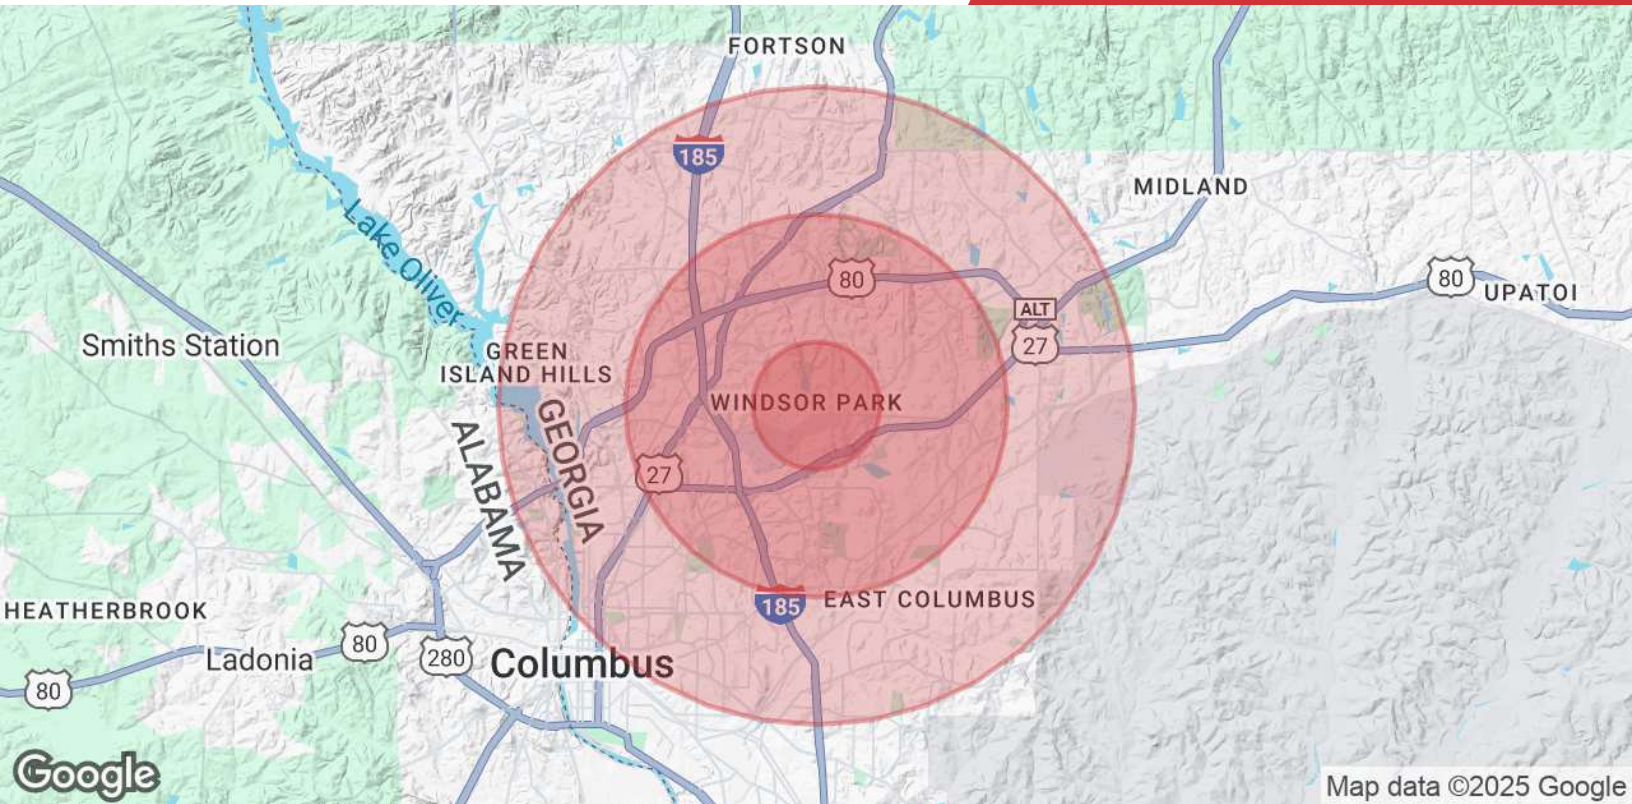 FORTSON
185
MIDLAND
Lake Oliver
80
80
UPATOI
ALT
27
Smiths Station
GREEN
ISLAND HILLS
WINDSOR PARK
GEORGIA
ALABAMA
27
185
EAST COLUMBUS
HEATHERBROOK
80
280
Ladonia
Columbus
80
Google
Map data ©2025 Google